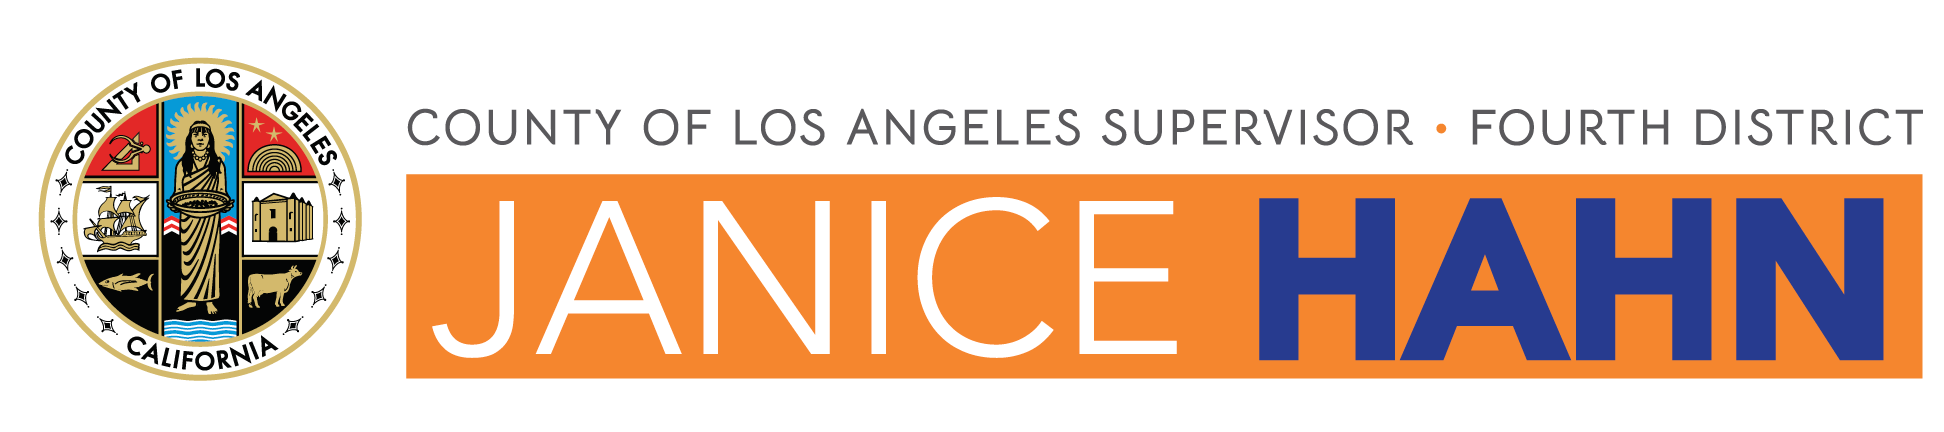 COUNTY OF LOS ANGELES
CALIFORNIA
COUNTY OF LOS ANGELES SUPERVISOR • FOURTH DISTRICT
JANICE HAHN